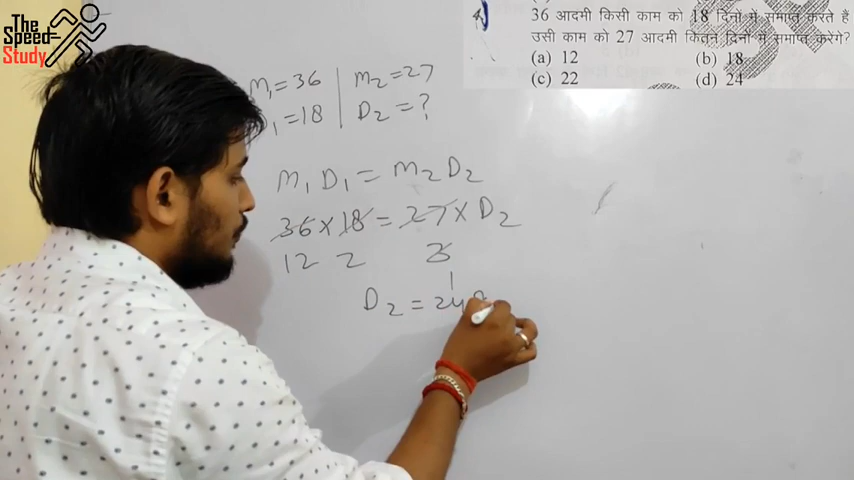 The
Speed
Study
36 आदमी किसी काम को 18 दिनों में समाप्त करते हैं
उसी काम को 27 आदमी कितने दिनों में समाप्त करेंगे?
(a) 12 (b) 18
(c) 22 (d) 24
M₁ = 36 | M₂ = 27
D₁ = 18 | D₂ = ?
M₁ D₁ = M₂ D₂
36 × 18 = 27 × D₂
12 2 3
1
D₂ = 24